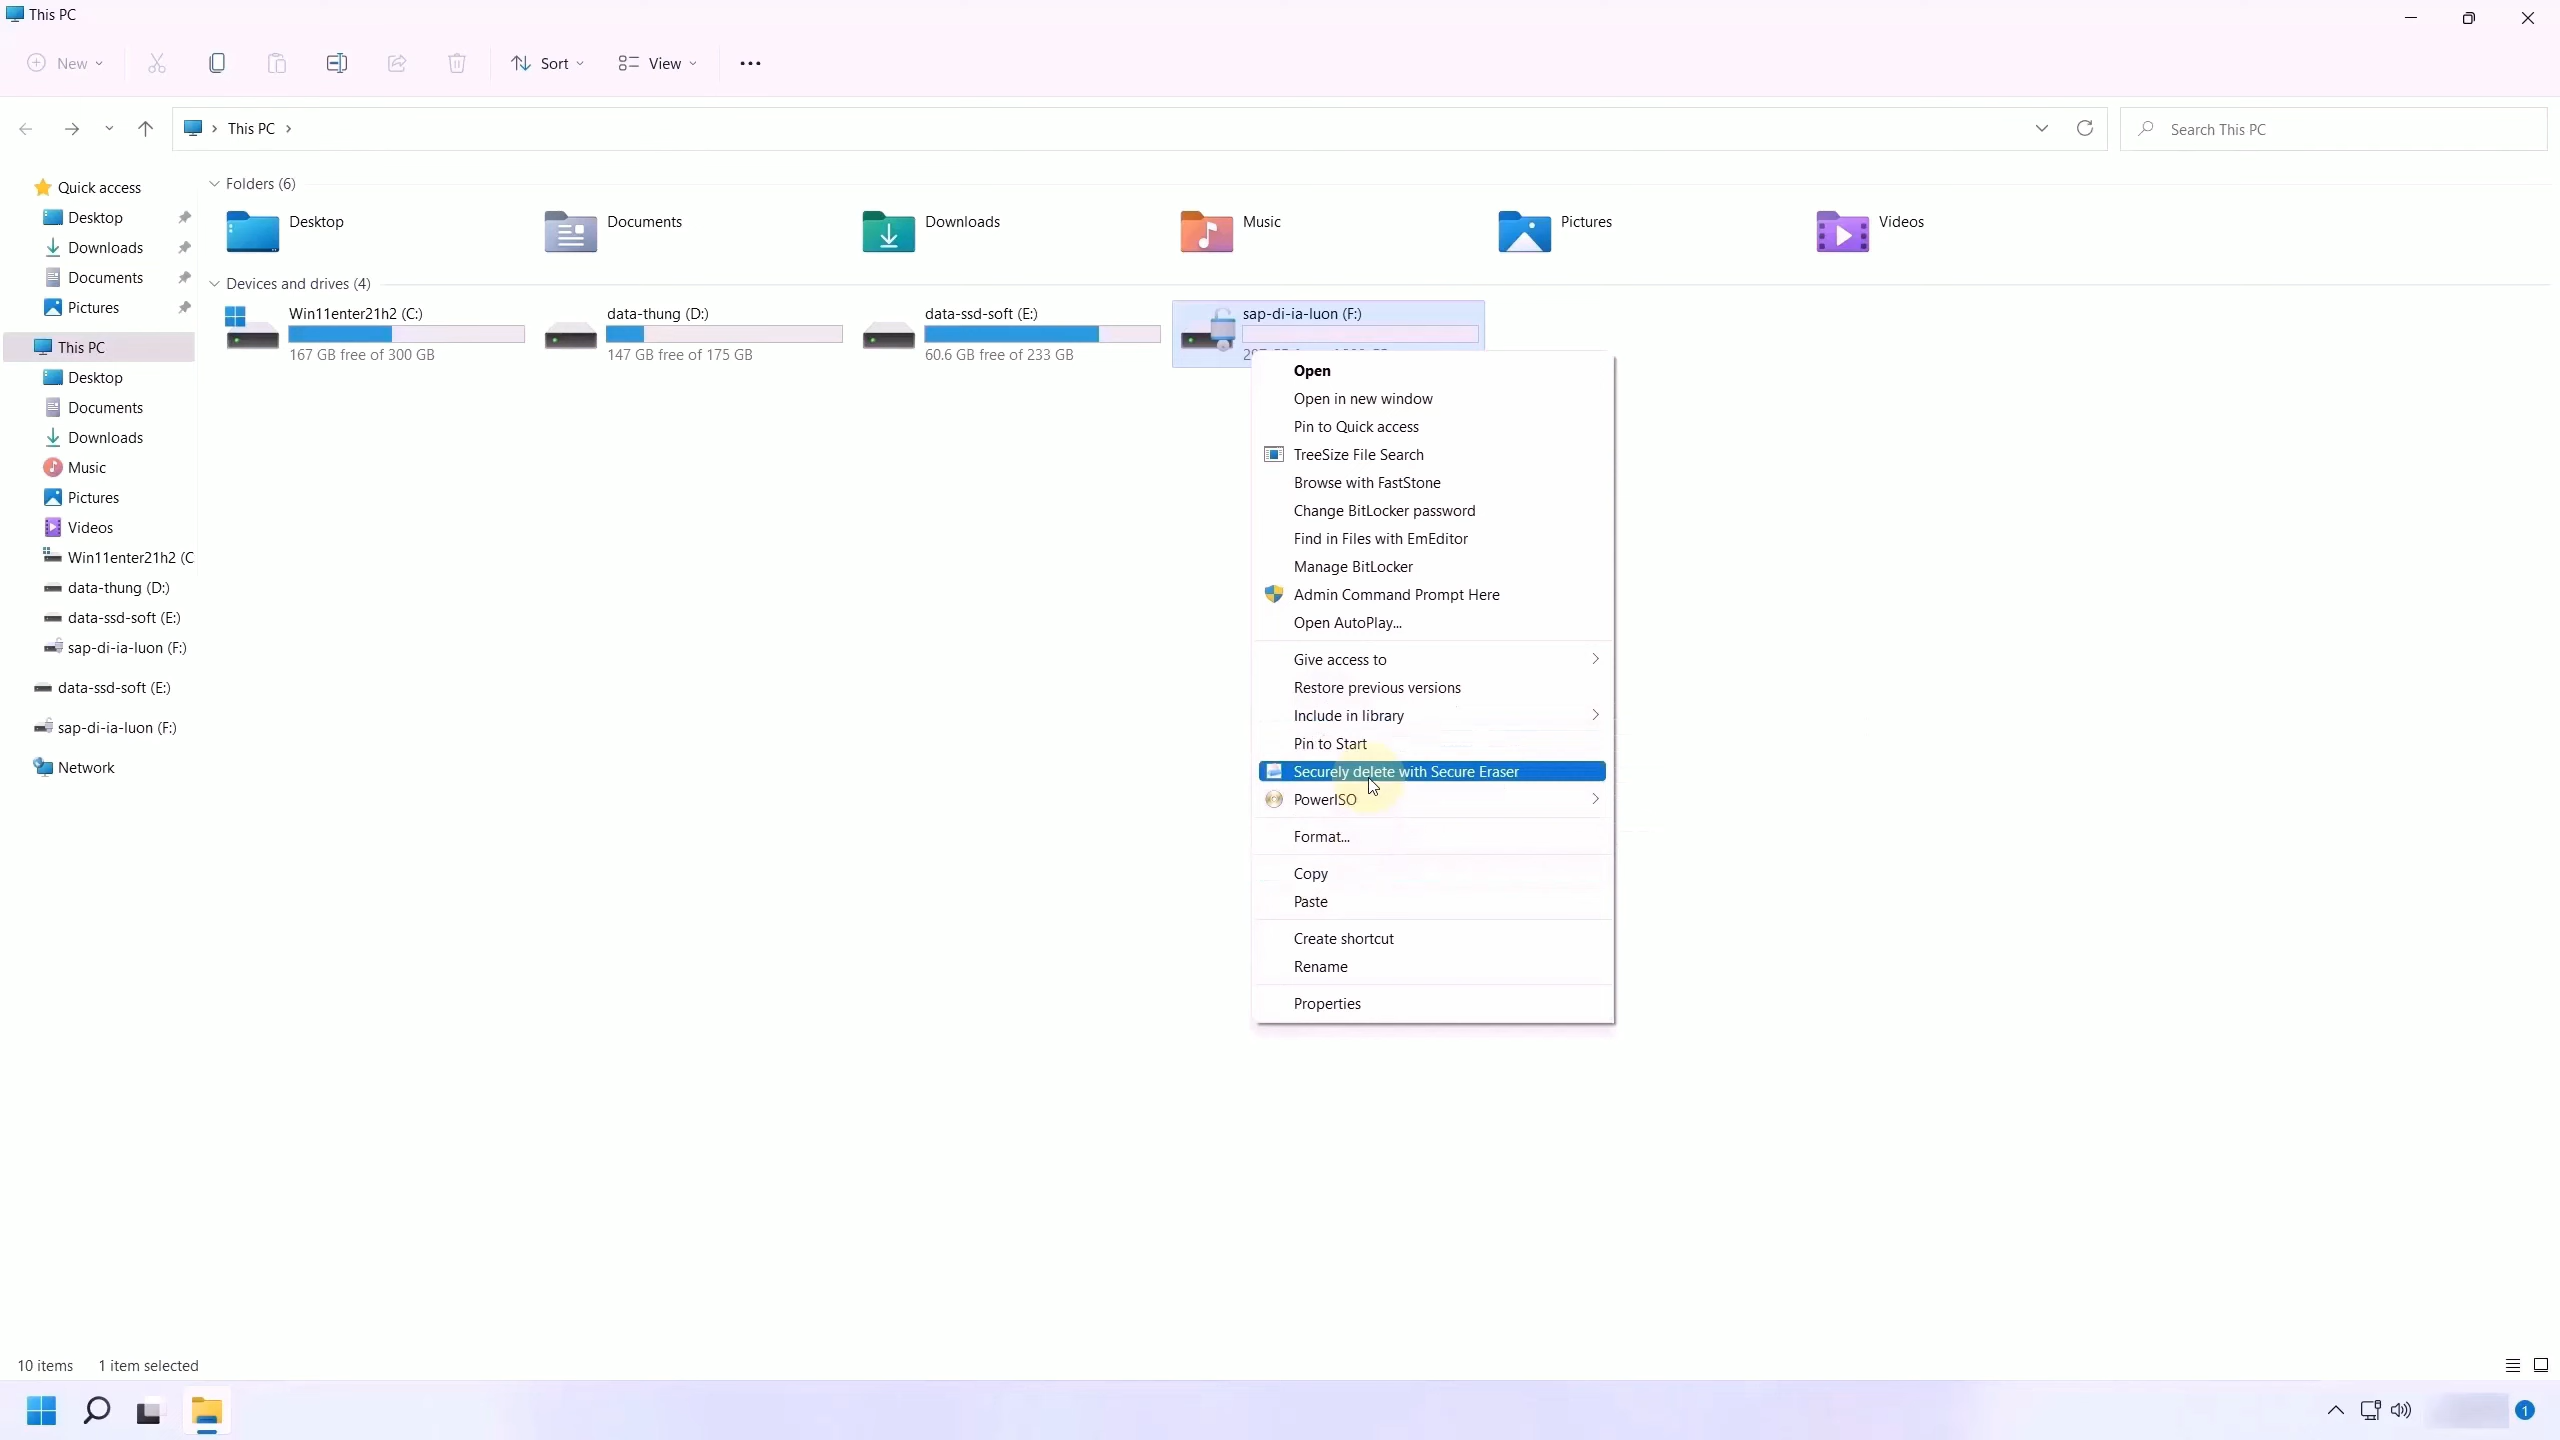 This PC
New
Sort
View
This PC
Search This PC
Quick access
Desktop
Downloads
Documents
Pictures
This PC
Desktop
Documents
Downloads
Music
Pictures
Videos
Win11enter21h2 (C
data-thung (D:)
data-ssd-soft (E:)
sap-di-ia-luon (F:)
data-ssd-soft (E:)
sap-di-ia-luon (F:)
Network
Folders (6)
Desktop
Documents
Downloads
Music
Pictures
Videos
Devices and drives (4)
Win11enter21h2 (C:)
167 GB free of 300 GB
data-thung (D:)
147 GB free of 175 GB
data-ssd-soft (E:)
60.6 GB free of 233 GB
sap-di-ia-luon (F:)
Open
Open in new window
Pin to Quick access
TreeSize File Search
Browse with FastStone
Change BitLocker password
Find in Files with EmEditor
Manage BitLocker
Admin Command Prompt Here
Open AutoPlay...
Give access to
Restore previous versions
Include in library
Pin to Start
Securely delete with Secure Eraser
PowerISO
Format...
Copy
Paste
Create shortcut
Rename
Properties
10 items 1 item selected
1